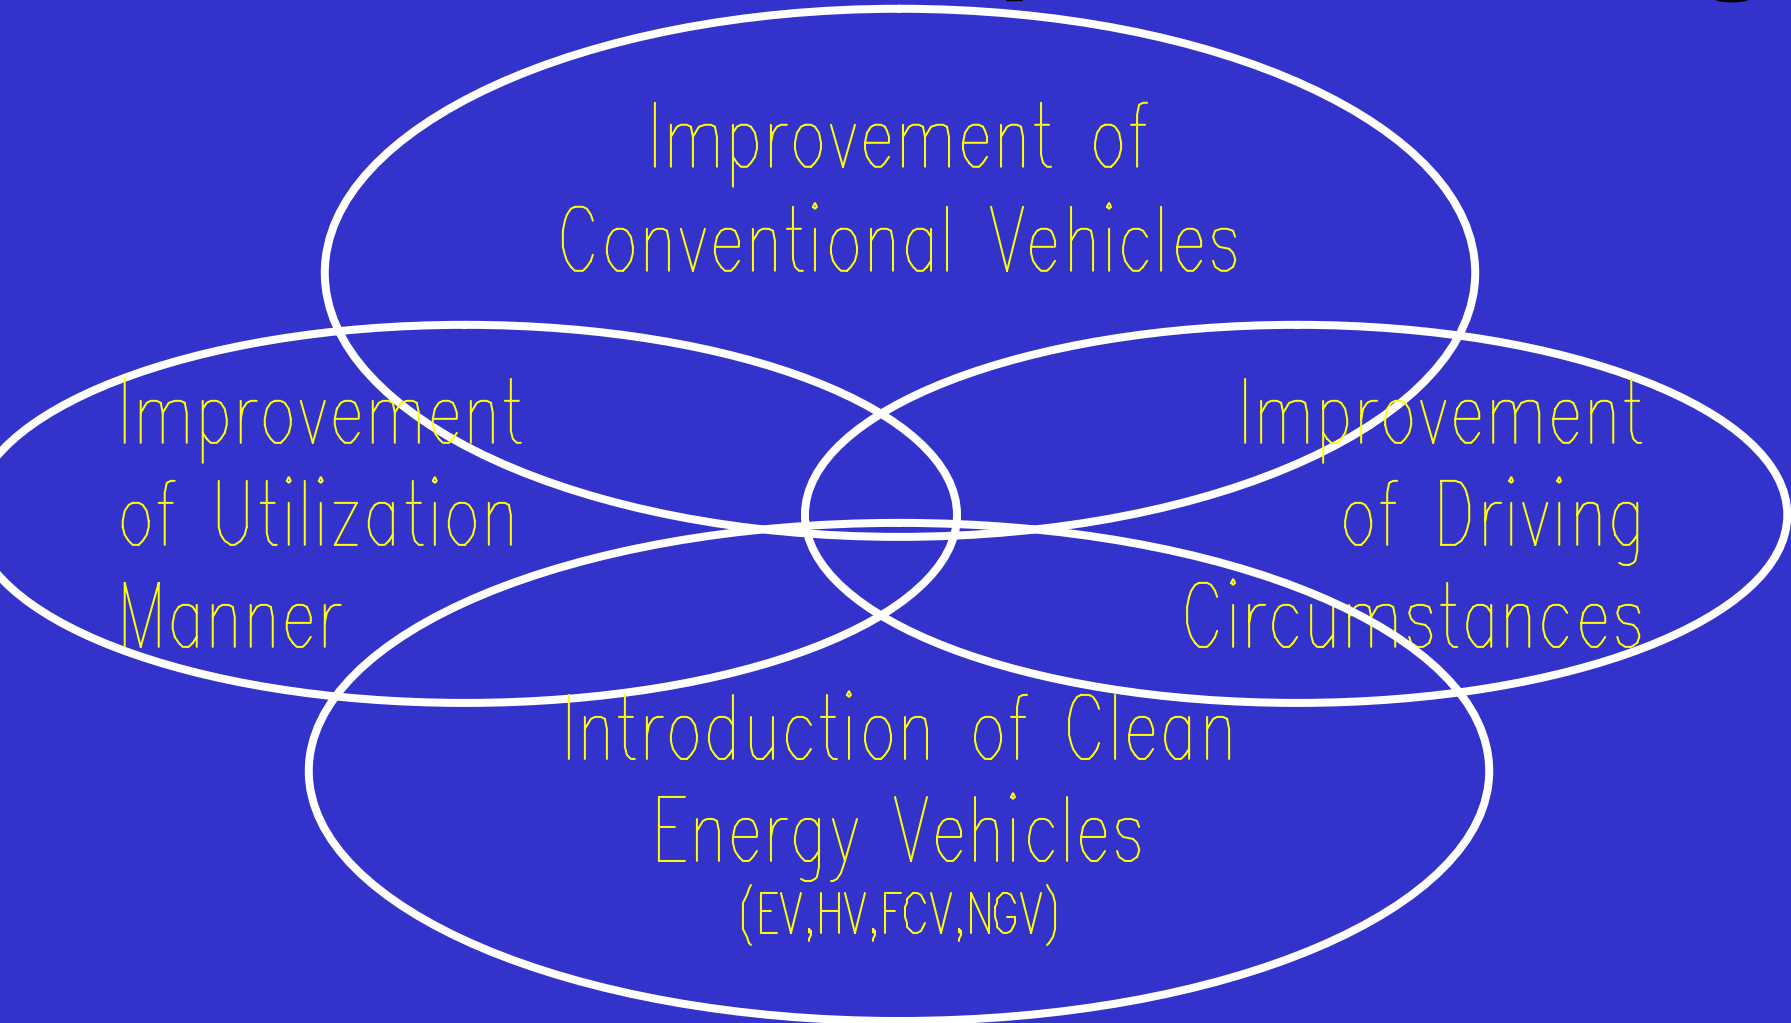 Improvement of
Conventional Vehicles
Improvement
of Utilization
Manner
Improvement
of Driving
Circumstances
Introduction of Clean
Energy Vehicles
(EV,HV,FCV,NGV)